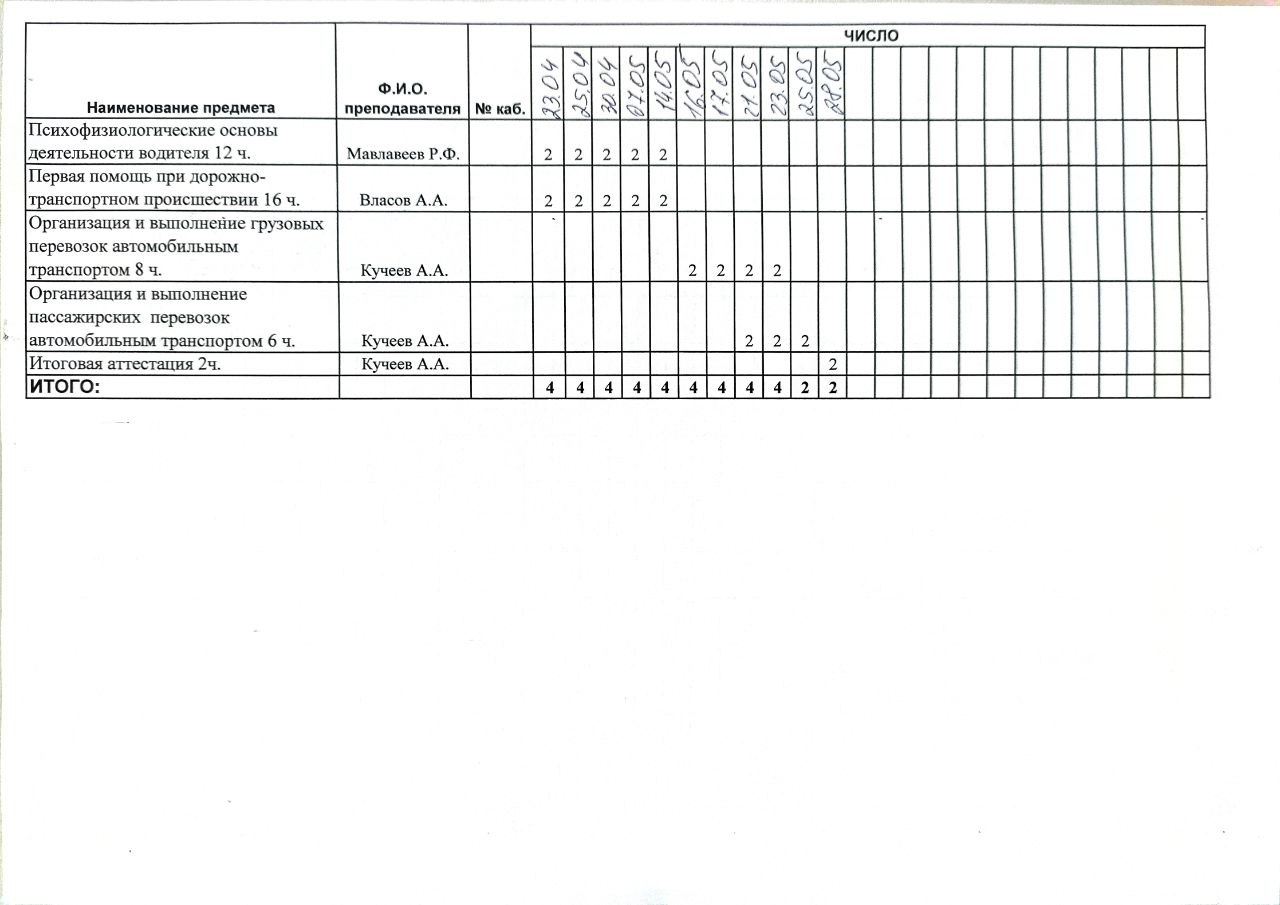 ЧИСЛО
Наименование предмета Ф.И.О. преподавателя № каб. 23.04 25.04 30.04 07.05 14.05 16.05 17.05 21.05 23.05 25.05 28.05
Психофизиологические основы
деятельности водителя 12 ч. Мавлавеев Р.Ф. 2 2 2 2 2
Первая помощь при дорожно-
транспортном происшествии 16 ч. Власов А.А. 2 2 2 2 2
Организация и выполнение грузовых
перевозок автомобильным
транспортом 8 ч. Кучеев А.А. 2 2 2 2
Организация и выполнение
пассажирских перевозок
автомобильным транспортом 6 ч. Кучеев А.А. 2 2 2
Итоговая аттестация 2ч. Кучеев А.А. 2
ИТОГО: 4 4 4 4 4 4 4 4 4 2 2